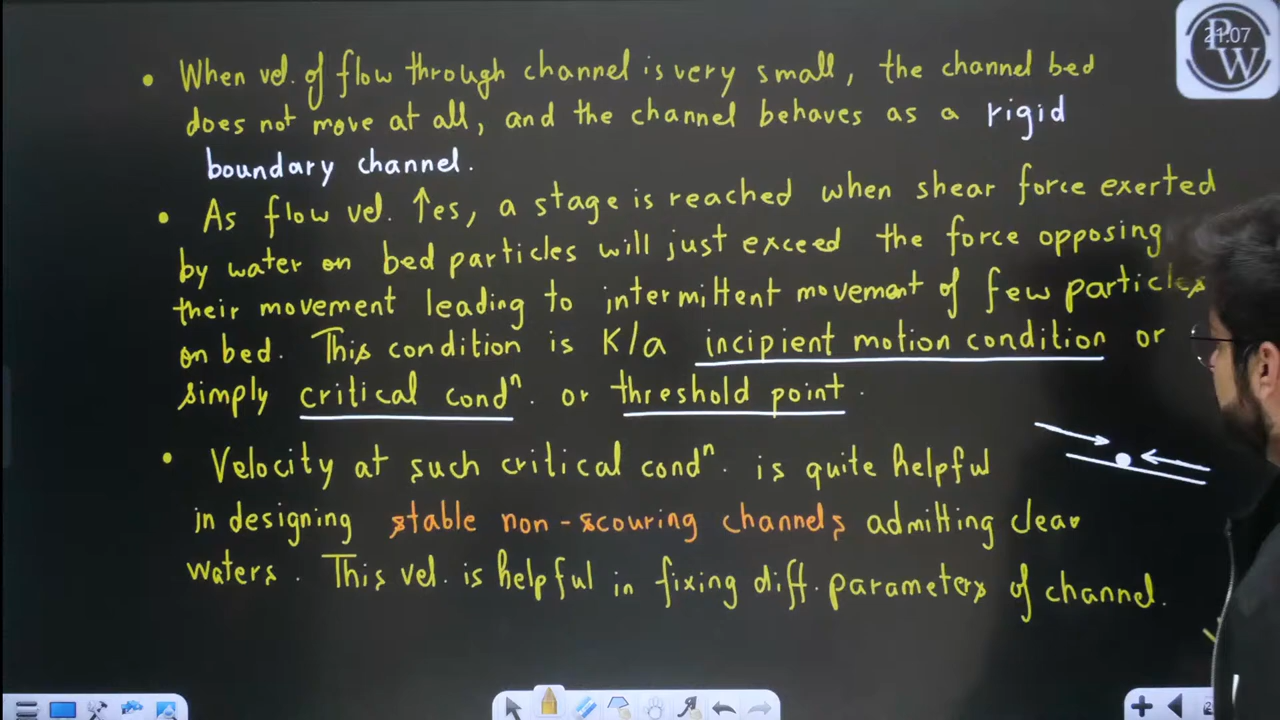 • When vel. of flow through channel is very small, the channel bed
does not move at all, and the channel behaves as a rigid
boundary channel.
• As flow vel. ↑es, a stage is reached when shear force exerted
by water on bed particles will just exceed the force opposing
their movement leading to intermittent movement of few particles
on bed. This condition is K/a incipient motion condition or
simply critical condⁿ. or threshold point.
• Velocity at such critical condⁿ. is quite helpful
in designing stable non-scouring channels admitting clear
waters. This vel. is helpful in fixing diff. parameters of channel.
PW
21:07